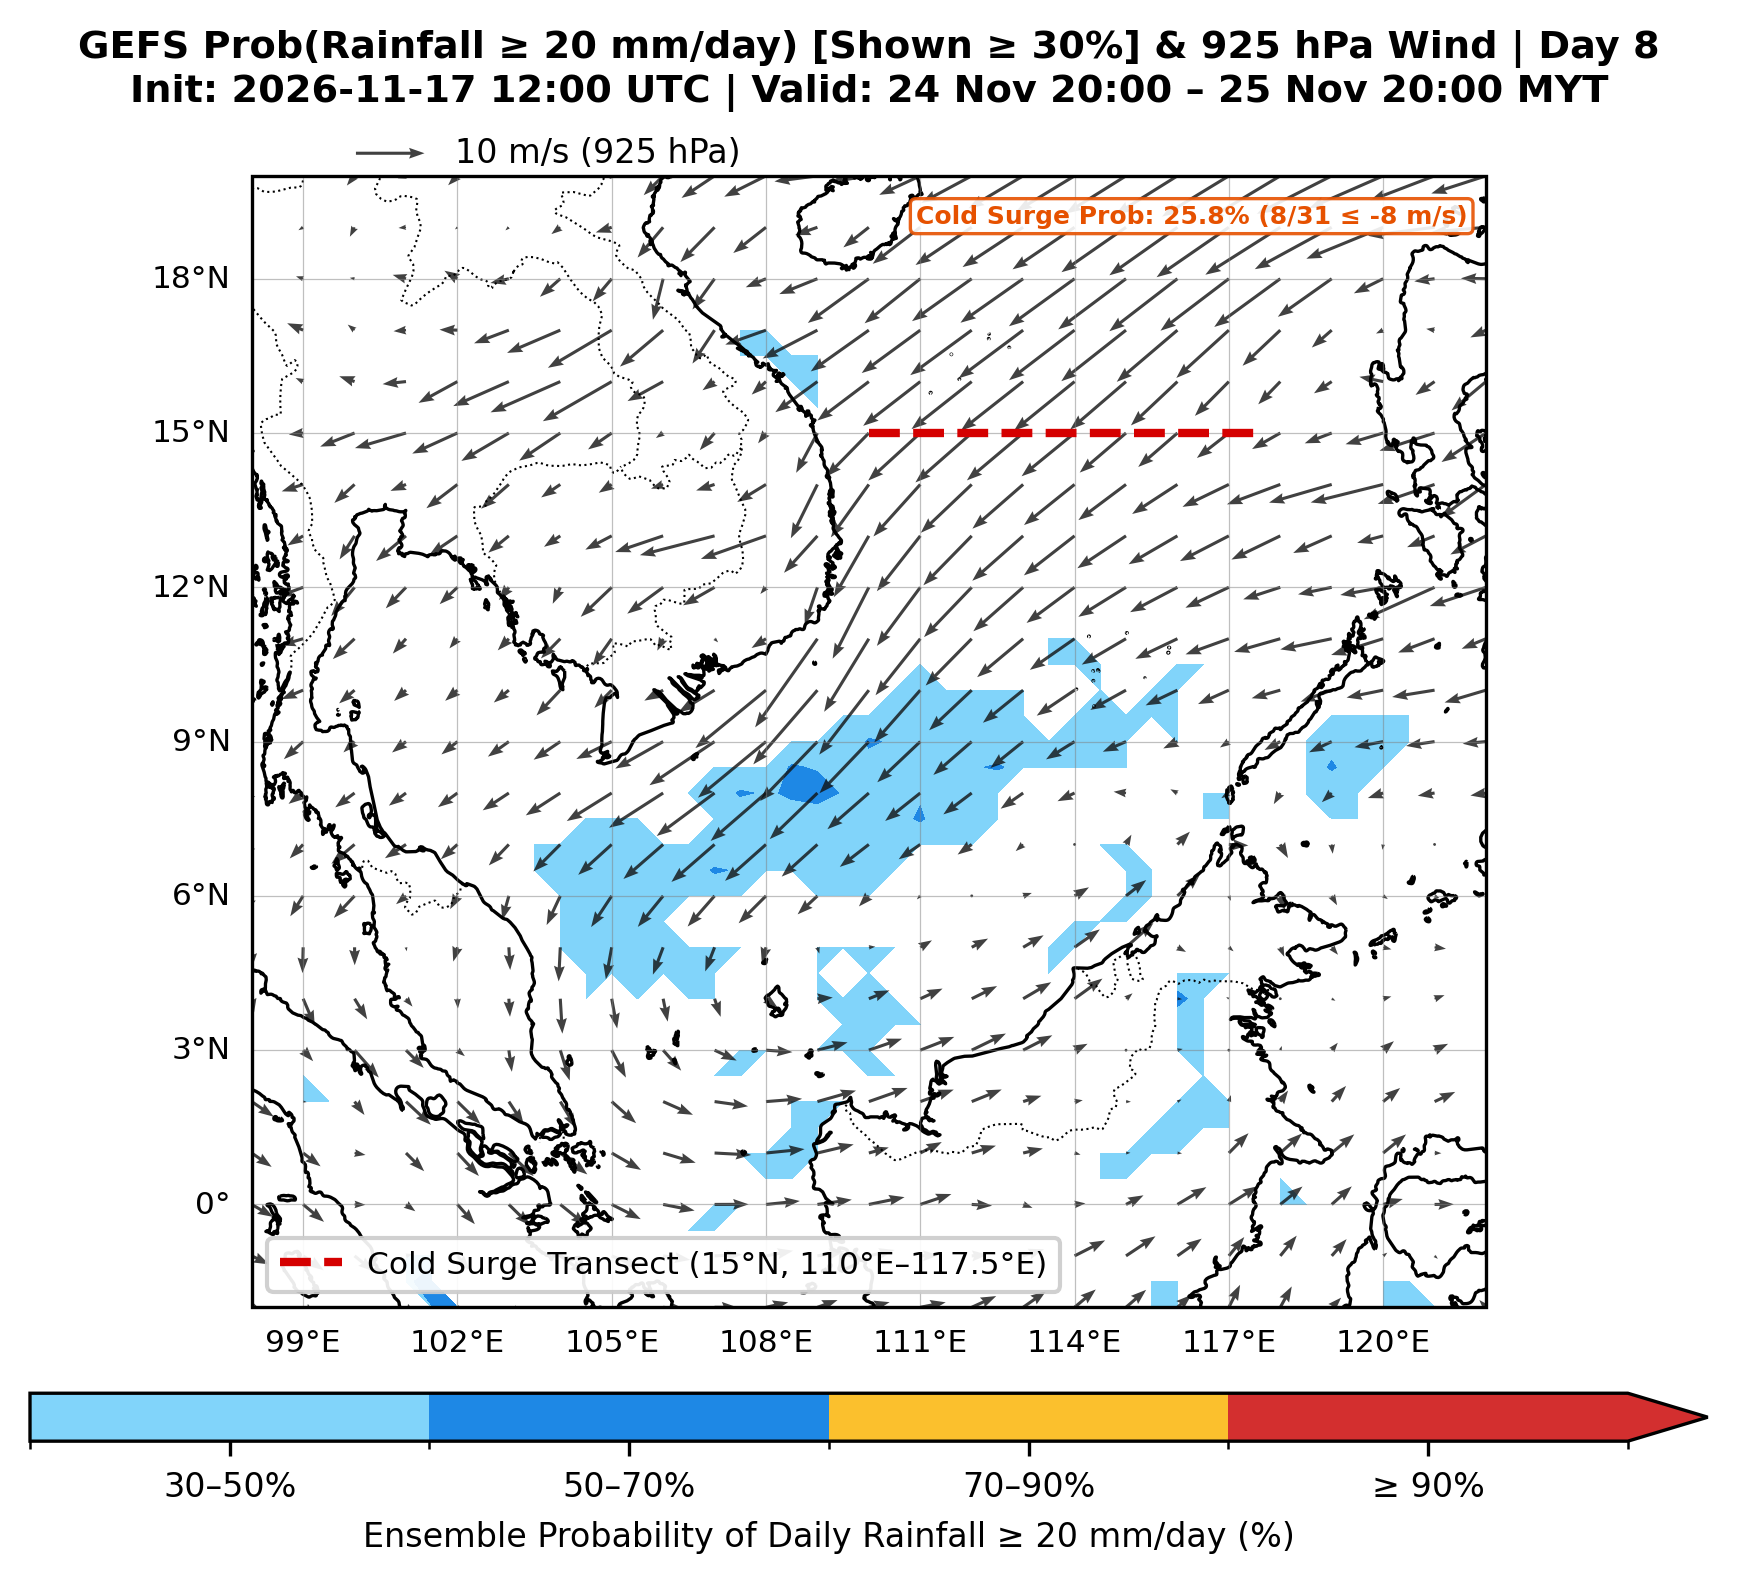 GEFS Prob(Rainfall ≥ 20 mm/day) [Shown ≥ 30%] & 925 hPa Wind | Day 8
Init: 2026-11-17 12:00 UTC | Valid: 24 Nov 20:00 – 25 Nov 20:00 MYT
10 m/s (925 hPa)
Cold Surge Prob: 25.8% (8/31 ≤ -8 m/s)
18°N
15°N
12°N
9°N
6°N
3°N
0°
Cold Surge Transect (15°N, 110°E–117.5°E)
99°E 102°E 105°E 108°E 111°E 114°E 117°E 120°E
30–50% 50–70% 70–90% ≥ 90%
Ensemble Probability of Daily Rainfall ≥ 20 mm/day (%)